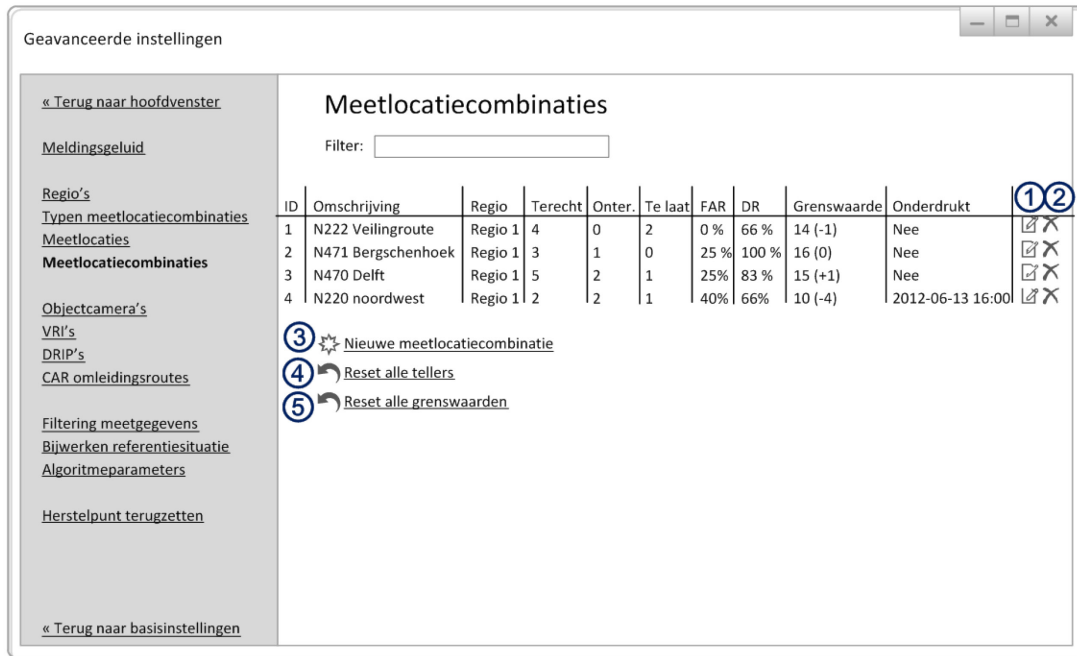 Geavanceerde instellingen
« Terug naar hoofdvenster
Meldingsgeluid
Regio's
Typen meetlocatiecombinaties
Meetlocaties
Meetlocatiecombinaties
Objectcamera's
VRI's
DRIP's
CAR omleidingsroutes
Filtering meetgegevens
Bijwerken referentiesituatie
Algoritmeparameters
Herstelpunt terugzetten
« Terug naar basisinstellingen
Meetlocatiecombinaties
Filter:
ID Omschrijving Regio Terecht Onter. Te laat FAR DR Grenswaarde Onderdrukt 1 2
1 N222 Veilingroute Regio 1 4 0 2 0 % 66 % 14 (-1) Nee
2 N471 Bergschenhoek Regio 1 3 1 0 25 % 100 % 16 (0) Nee
3 N470 Delft Regio 1 5 2 1 25% 83 % 15 (+1) Nee
4 N220 noordwest Regio 1 2 2 1 40% 66% 10 (-4) 2012-06-13 16:00
3 Nieuwe meetlocatiecombinatie
4 Reset alle tellers
5 Reset alle grenswaarden